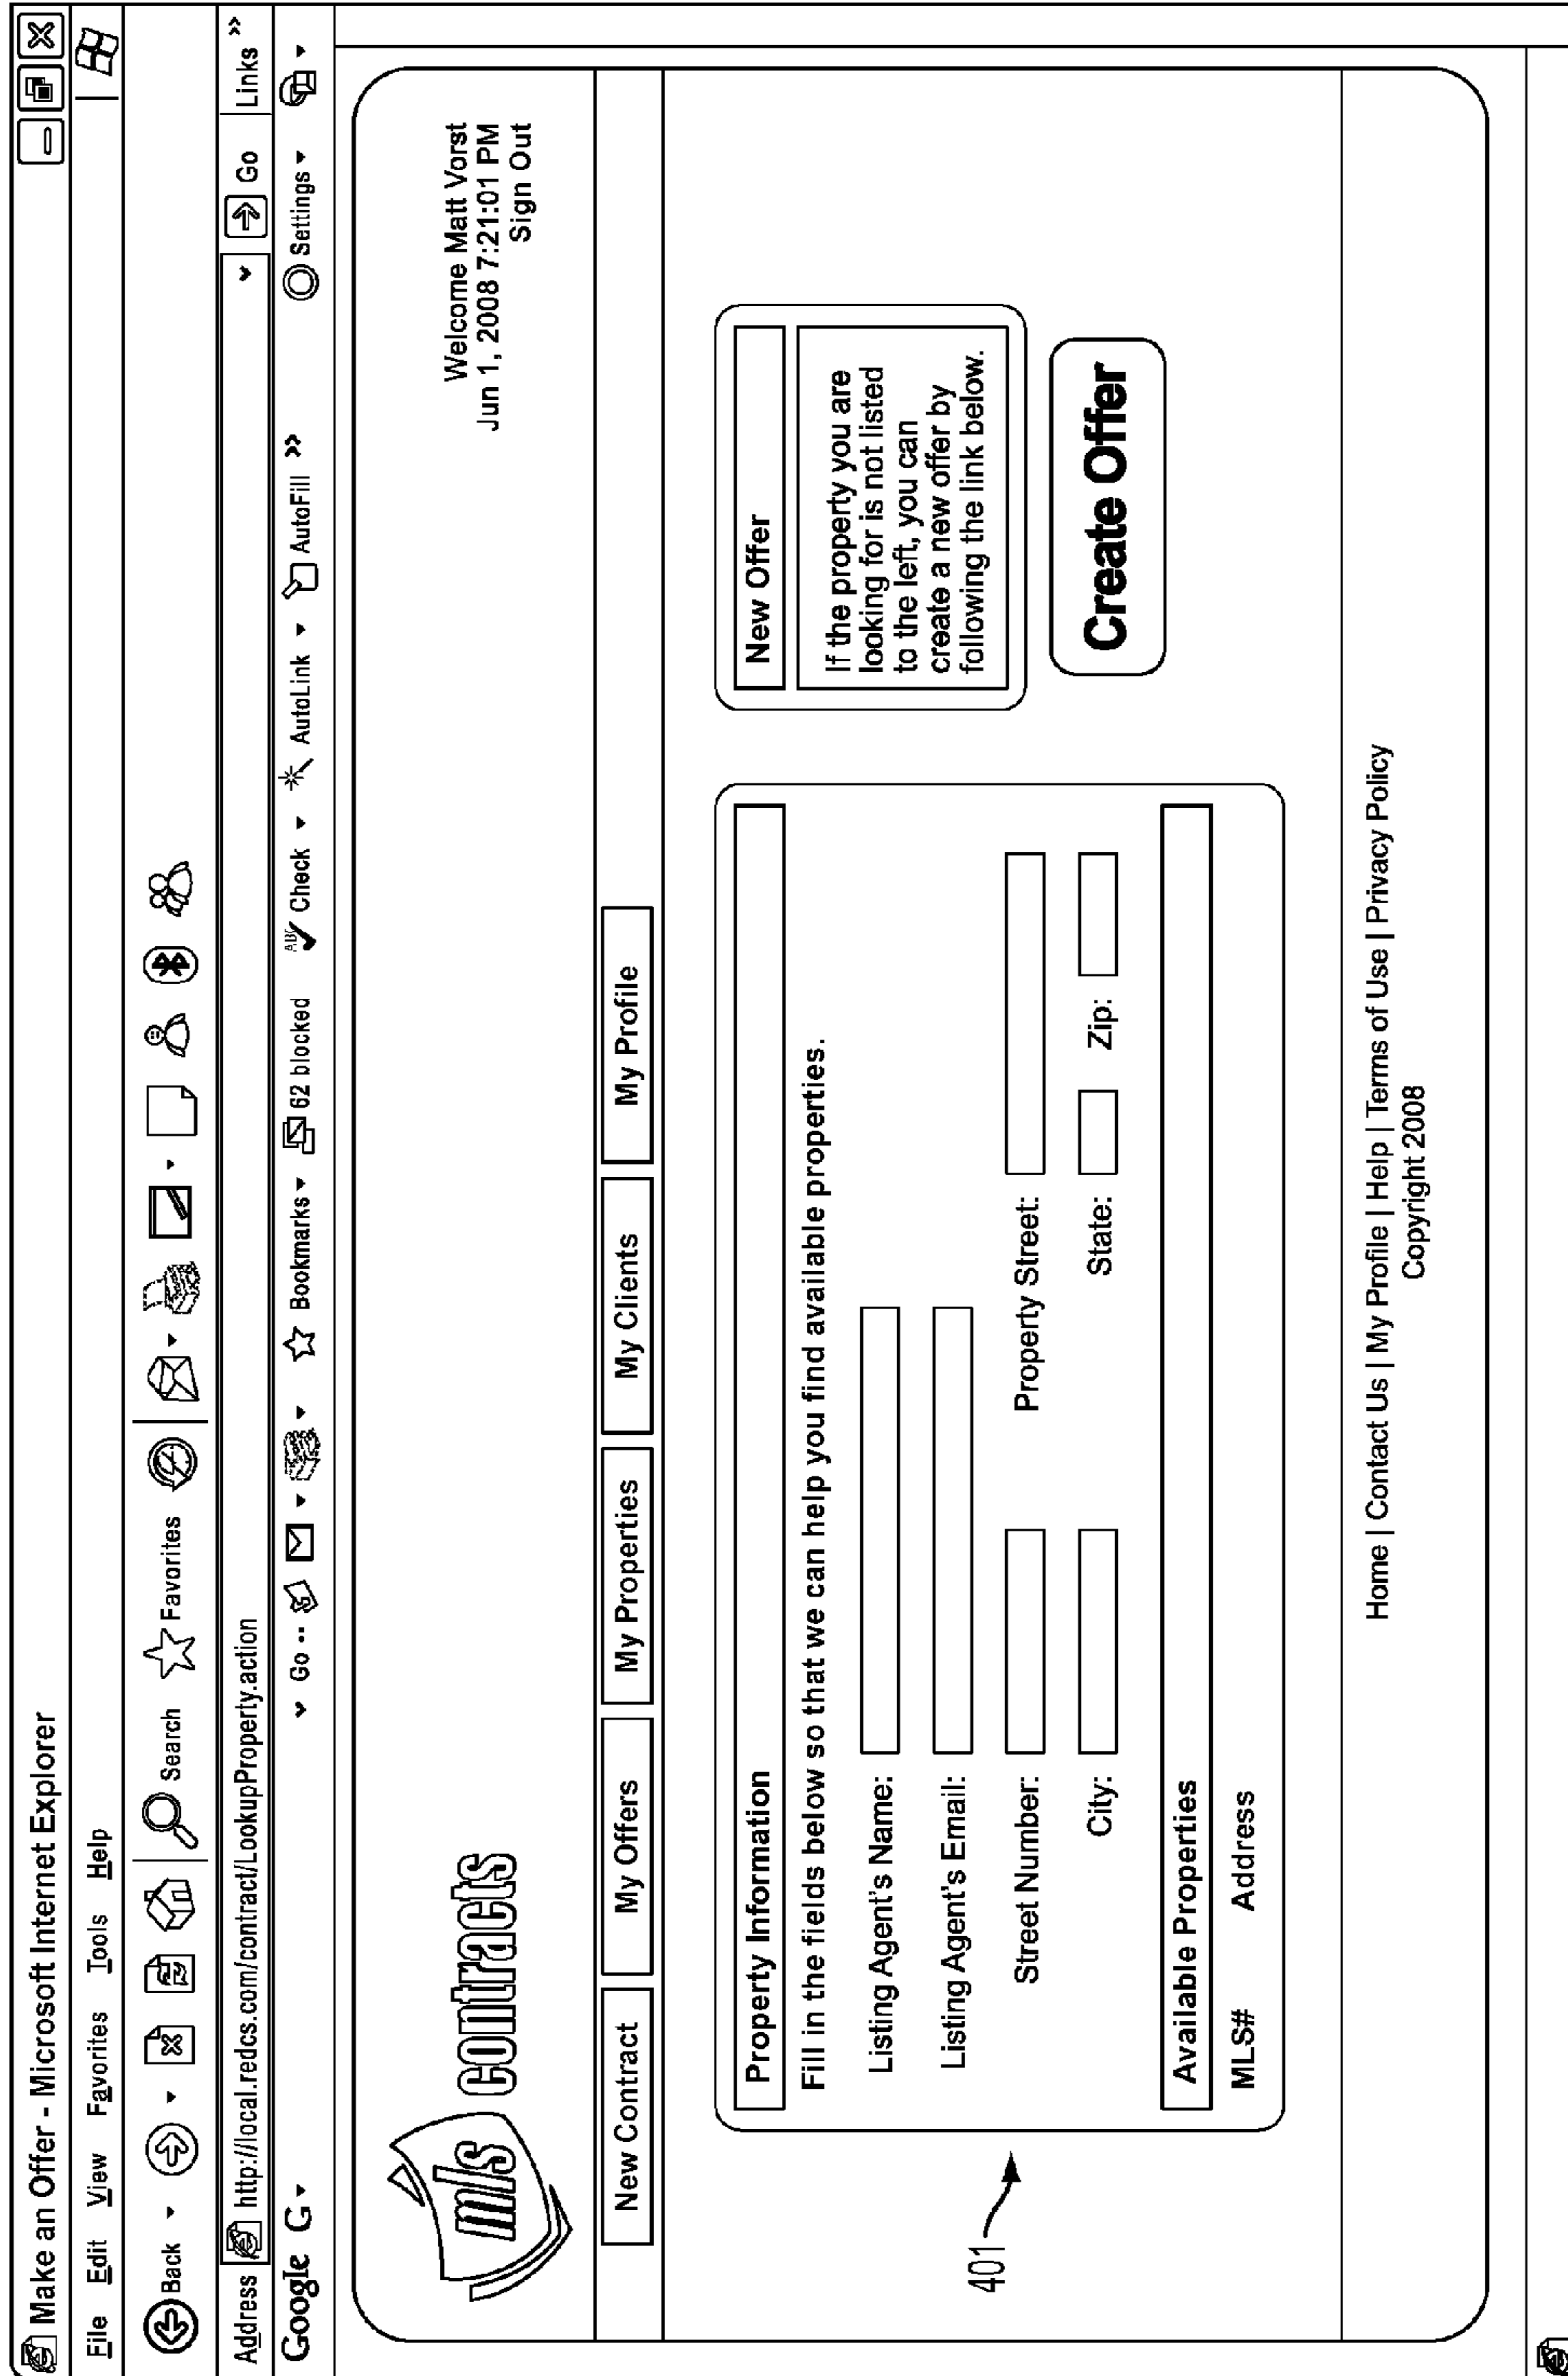 Make an Offer - Microsoft Internet Explorer
File Edit View Favorites Tools Help
Back Search Favorites
Address http://local.redcs.com/contract/LookupProperty.action Go Links »
Google G Go Bookmarks 62 blocked ABC Check AutoLink AutoFill » Settings
mls contracts
Welcome Matt Vorst
Jun 1, 2008 7:21:01 PM
Sign Out
New Contract My Offers My Properties My Clients My Profile
401
Property Information
Fill in the fields below so that we can help you find available properties.
Listing Agent's Name:
Listing Agent's Email:
Street Number: Property Street:
City: State: Zip:
Available Properties
MLS# Address
New Offer
If the property you are
looking for is not listed
to the left, you can
create a new offer by
following the link below.
Create Offer
Home | Contact Us | My Profile | Help | Terms of Use | Privacy Policy
Copyright 2008